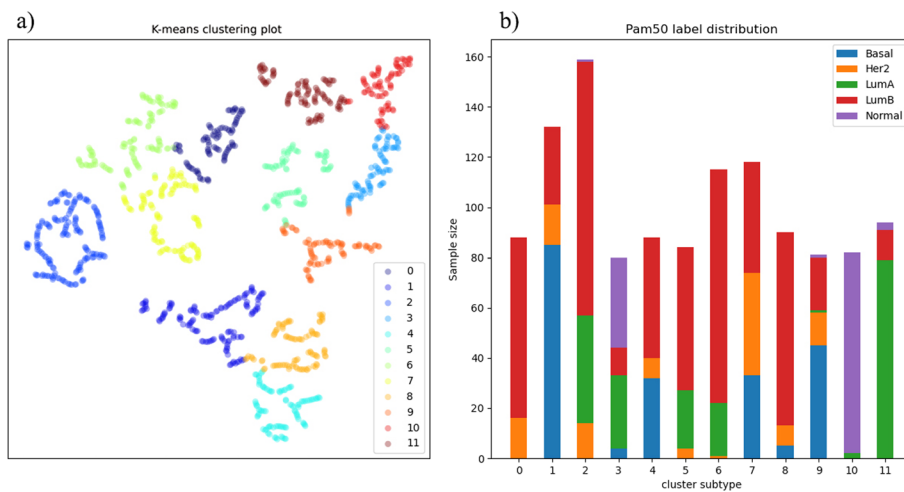 a)
K-means clustering plot
0
1
2
3
4
5
6
7
8
9
10
11
b)
Pam50 label distribution
Basal
Her2
LumA
LumB
Normal
160
140
120
100
80
60
40
20
0
Sample size
0 1 2 3 4 5 6 7 8 9 10 11
cluster subtype